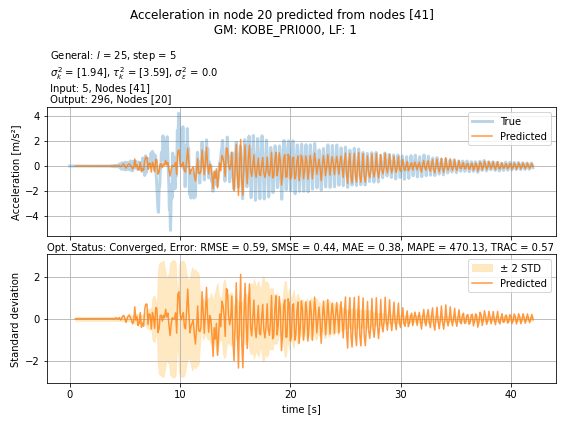 Acceleration in node 20 predicted from nodes [41]
GM: KOBE_PRI000, LF: 1
General: l = 25, step = 5
σ²ₖ = [1.94], τ²ₖ = [3.59], σ²ε = 0.0
Input: 5, Nodes [41]
Output: 296, Nodes [20]
Acceleration [m/s²]
4
2
0
−2
−4
True
Predicted
Opt. Status: Converged, Error: RMSE = 0.59, SMSE = 0.44, MAE = 0.38, MAPE = 470.13, TRAC = 0.57
Standard deviation
2
0
−2
± 2 STD
Predicted
0
10
20
30
40
time [s]